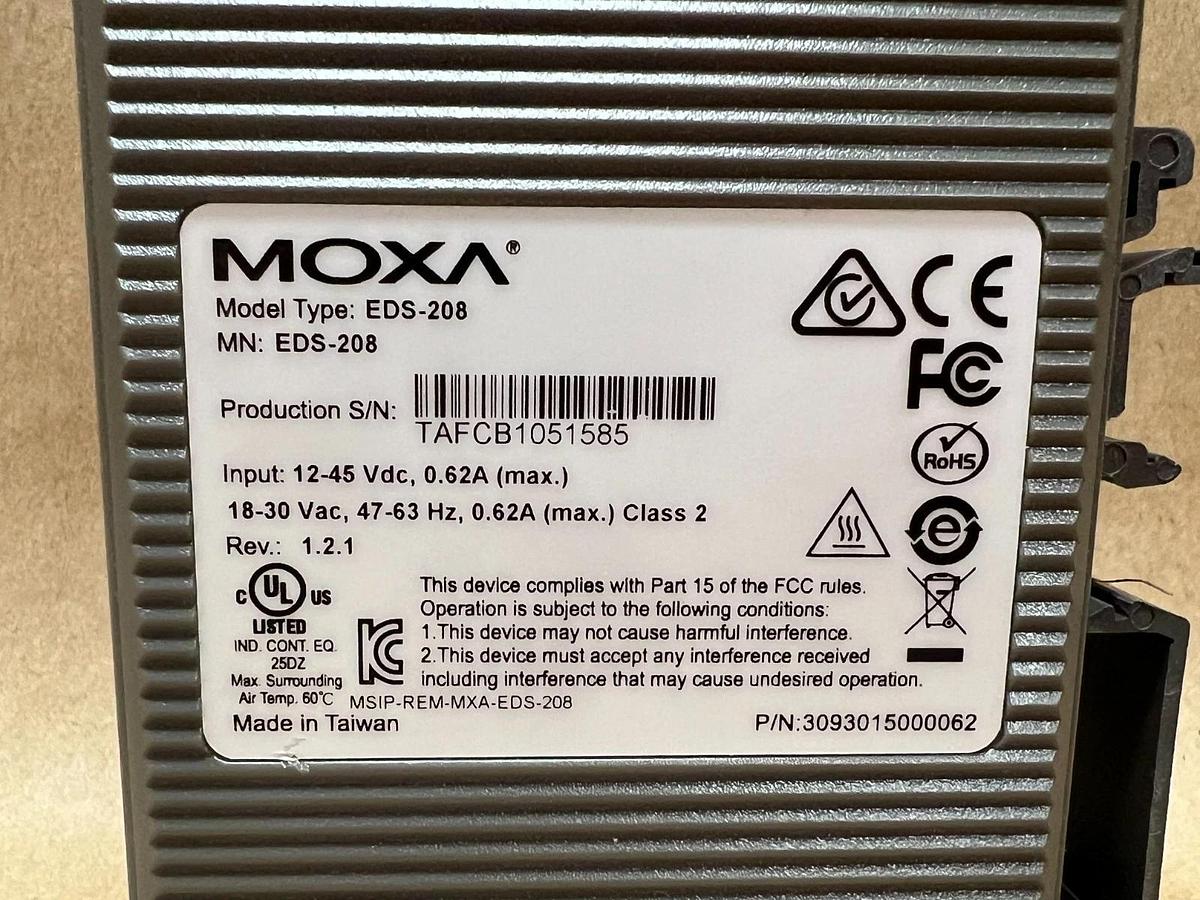 MOXA®
Model Type: EDS-208
MN: EDS-208
CE
FC
Production S/N:
TAFCB1051585
RoHS
Input: 12-45 Vdc, 0.62A (max.)
18-30 Vac, 47-63 Hz, 0.62A (max.) Class 2
Rev.: 1.2.1
e
C UL US
LISTED
IND. CONT. EQ.
25DZ
Max. Surrounding
Air Temp. 60°C
KC
MSIP-REM-MXA-EDS-208
This device complies with Part 15 of the FCC rules.
Operation is subject to the following conditions:
1.This device may not cause harmful interference.
2.This device must accept any interference received
including interference that may cause undesired operation.
Made in Taiwan
P/N:3093015000062